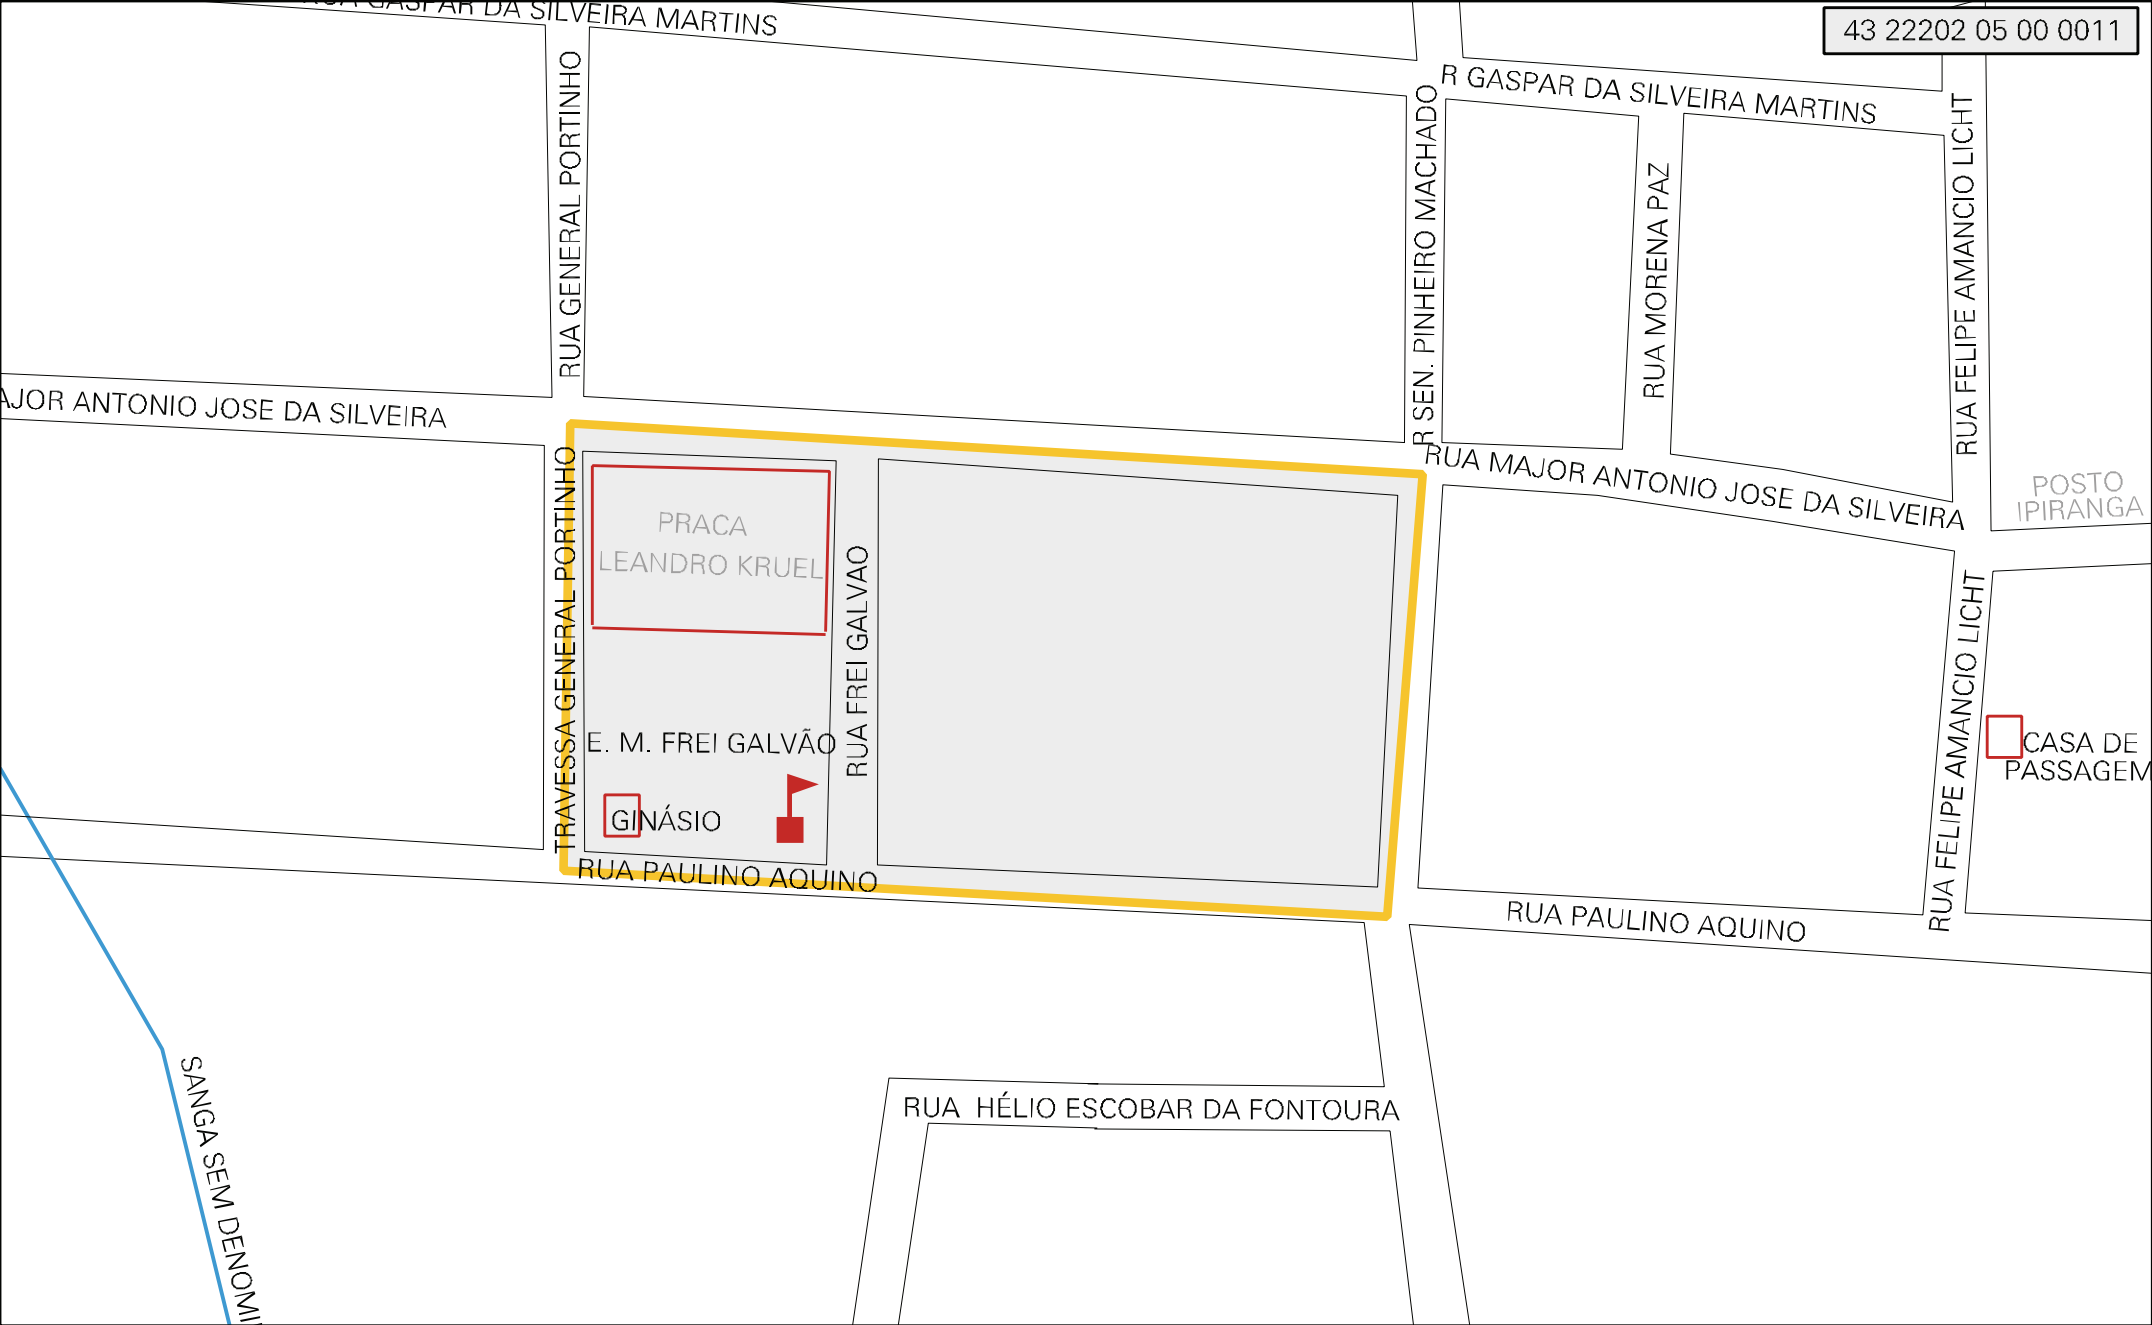 GASPAR DA SILVEIRA MARTINS
43 22202 05 00 0011
R GASPAR DA SILVEIRA MARTINS
RUA GENERAL PORTINHO
R SEN. PINHEIRO MACHADO
RUA MORENA PAZ
RUA FELIPE AMANCIO LICHT
AJOR ANTONIO JOSE DA SILVEIRA
RUA MAJOR ANTONIO JOSE DA SILVEIRA
POSTO
IPIRANGA
TRAVESSA GENERAL PORTINHO
PRACA
LEANDRO KRUEL
RUA FREI GALVAO
RUA FELIPE AMANCIO LICHT
E. M. FREI GALVÃO
CASA DE
PASSAGEM
GINÁSIO
RUA PAULINO AQUINO
RUA PAULINO AQUINO
SANGA SEM DENOMI
RUA HÉLIO ESCOBAR DA FONTOURA